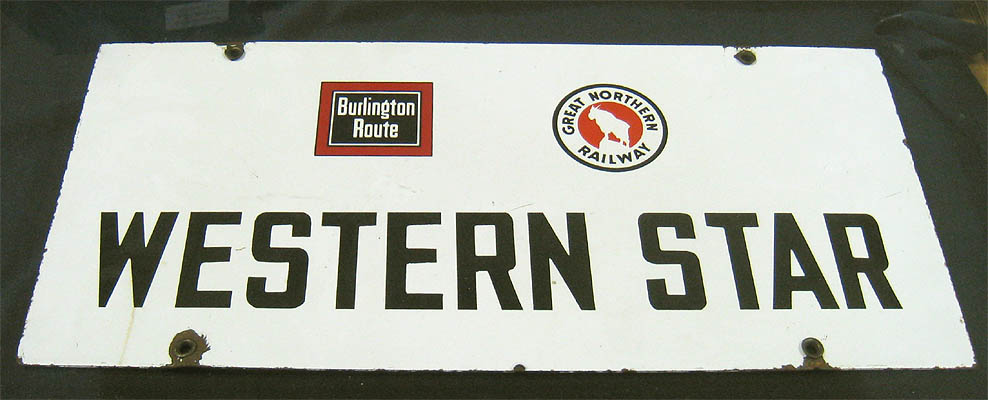 Burlington
Route
GREAT NORTHERN
RAILWAY
WESTERN STAR